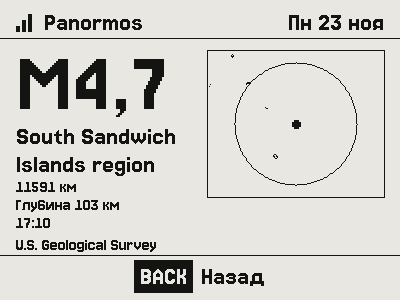 Panormos
Пн 23 ноя
M4,7
South Sandwich
Islands region
11591 км
Глубина 103 км
17:10
U.S. Geological Survey
BACK Назад